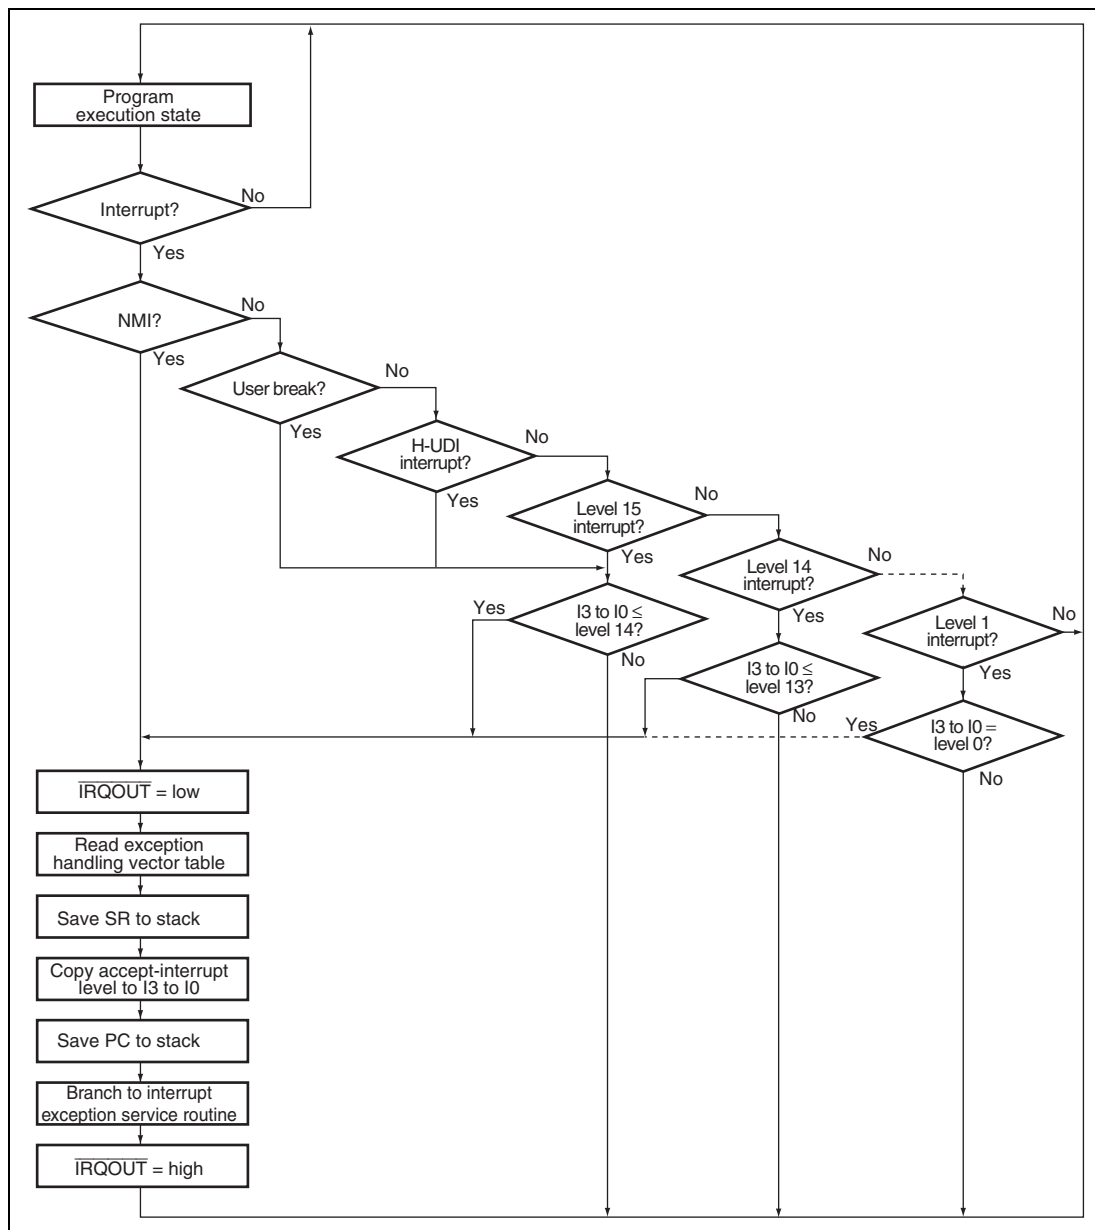 Program
execution state
Interrupt?
No
Yes
NMI?
No
Yes
User break?
No
Yes
H-UDI
interrupt?
No
Yes
Level 15
interrupt?
No
Yes
Level 14
interrupt?
No
Yes
Level 1
interrupt?
No
Yes
I3 to I0 ≤
level 14?
Yes
No
I3 to I0 ≤
level 13?
No
Yes
I3 to I0 =
level 0?
No
IRQOUT = low
Read exception
handling vector table
Save SR to stack
Copy accept-interrupt
level to I3 to I0
Save PC to stack
Branch to interrupt
exception service routine
IRQOUT = high